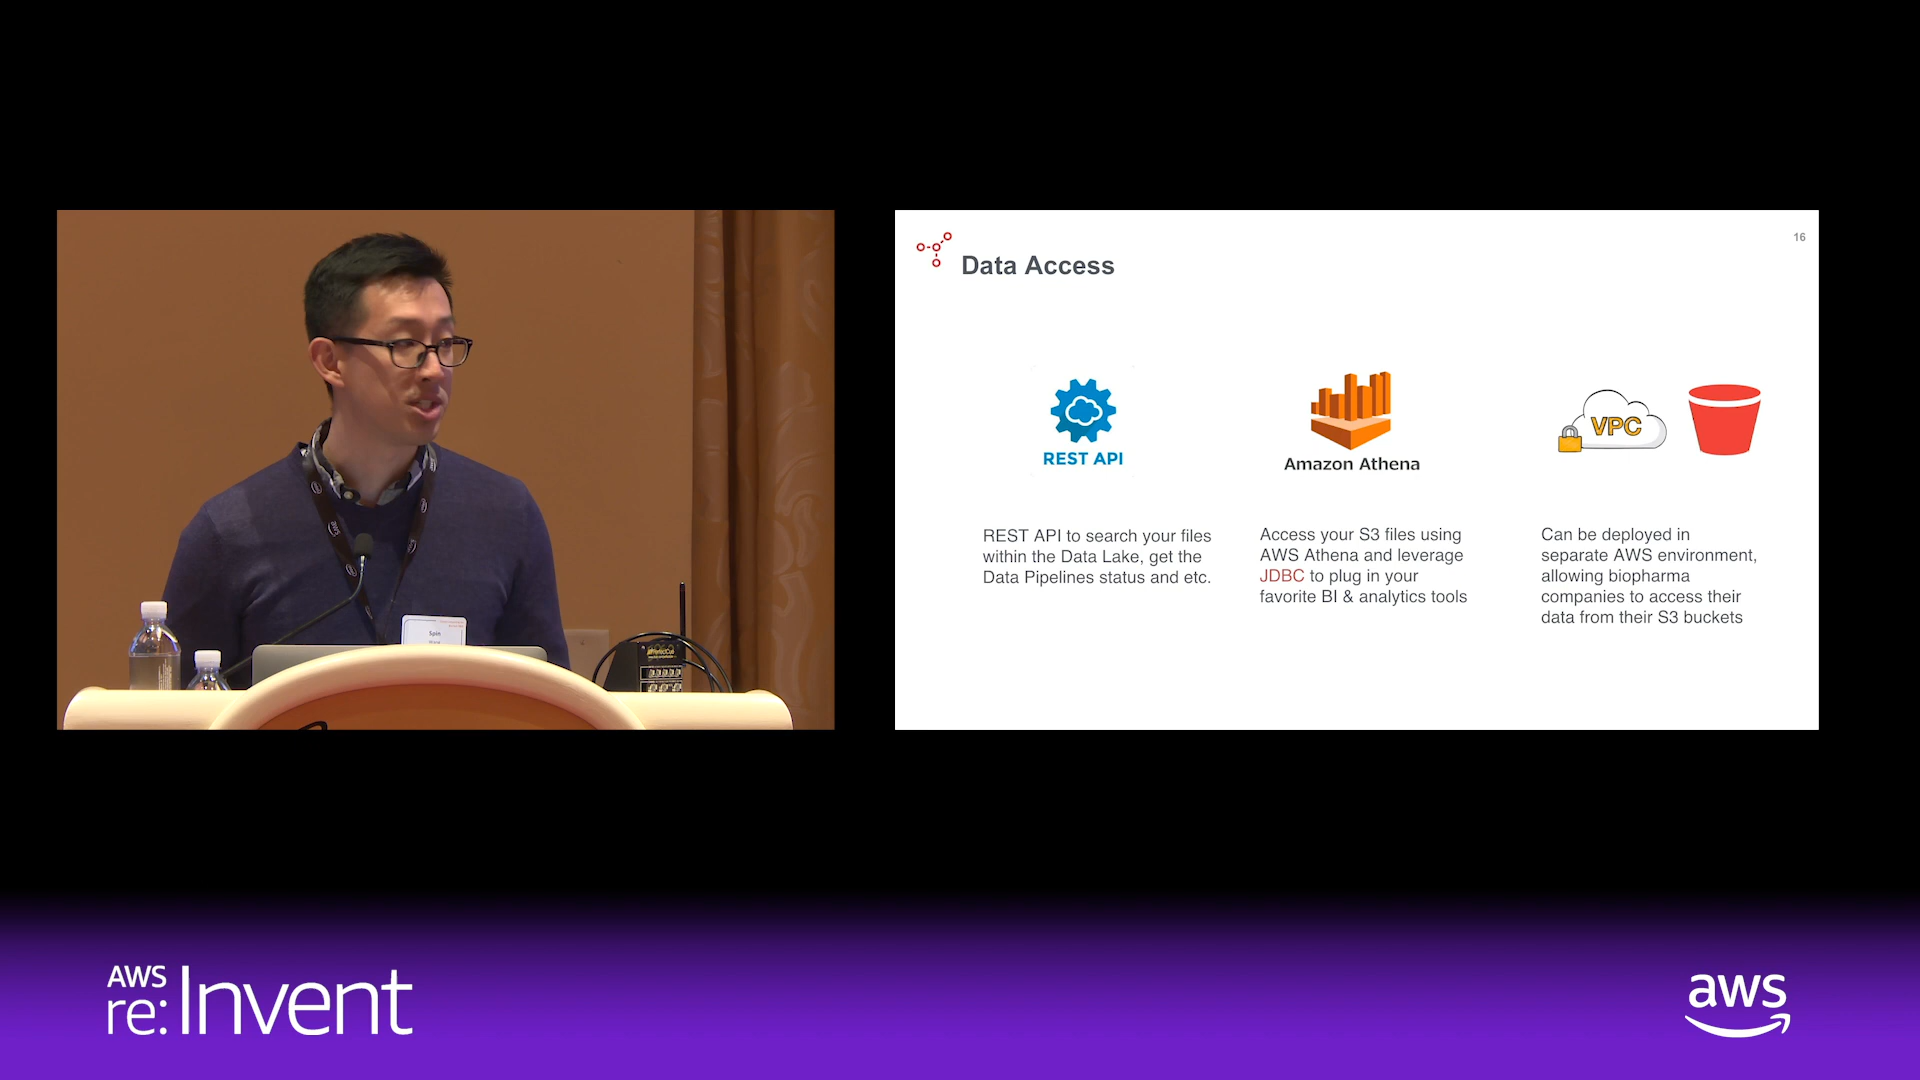 16
Data Access
REST API
Amazon Athena
VPC
REST API to search your files
within the Data Lake, get the
Data Pipelines status and etc.
Access your S3 files using
AWS Athena and leverage
JDBC to plug in your
favorite BI & analytics tools
Can be deployed in
separate AWS environment,
allowing biopharma
companies to access their
data from their S3 buckets
Spin
AWS
re:Invent
aws